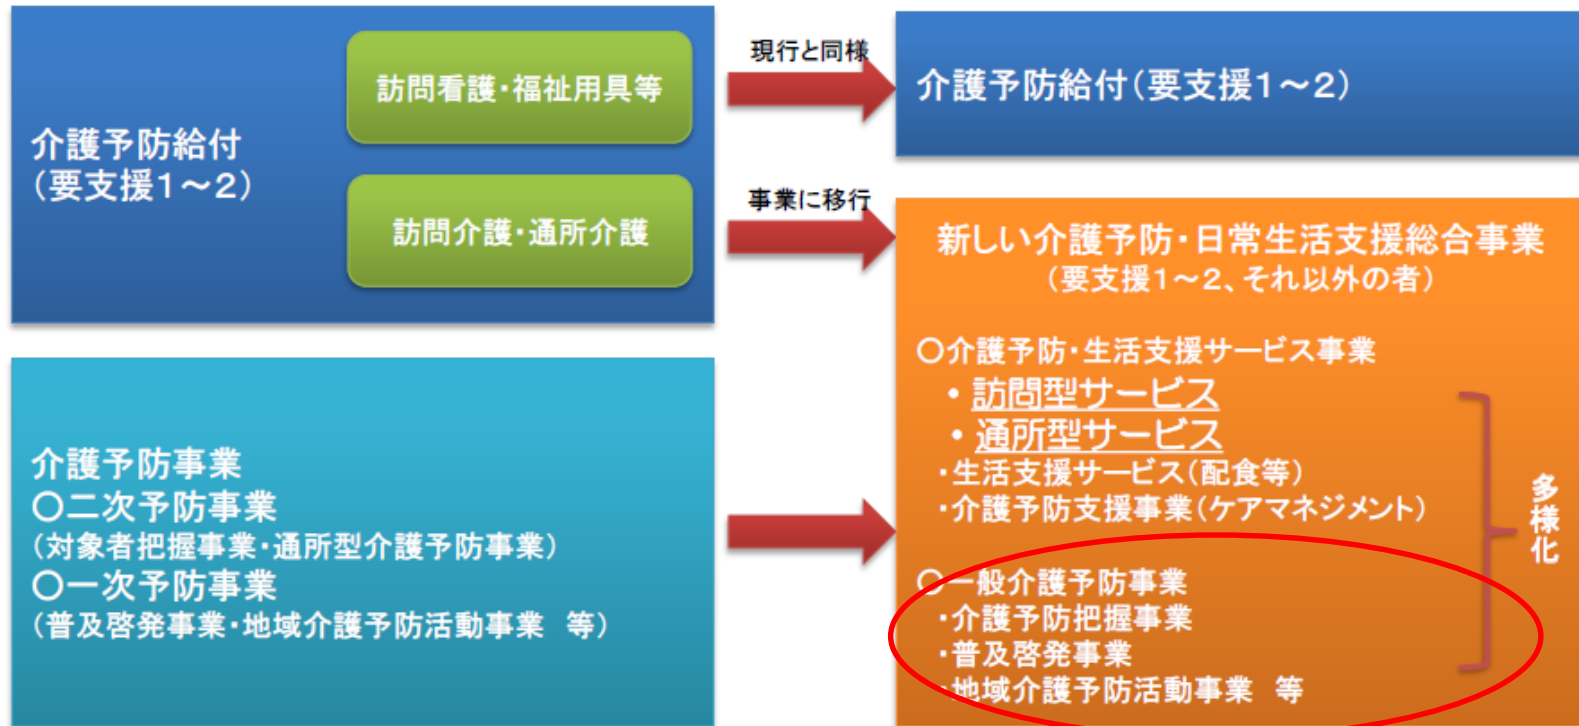 介護予防給付
(要支援1～2)
訪問看護・福祉用具等
訪問介護・通所介護
現行と同様
事業に移行
介護予防給付(要支援1～2)
介護予防事業
〇二次予防事業
(対象者把握事業・通所型介護予防事業)
〇一次予防事業
(普及啓発事業・地域介護予防活動事業 等)
新しい介護予防・日常生活支援総合事業
(要支援1～2、それ以外の者)
〇介護予防・生活支援サービス事業
・訪問型サービス
・通所型サービス
・生活支援サービス(配食等)
・介護予防支援事業(ケアマネジメント)
〇一般介護予防事業
・介護予防把握事業
・普及啓発事業
・地域介護予防活動事業 等
多様化